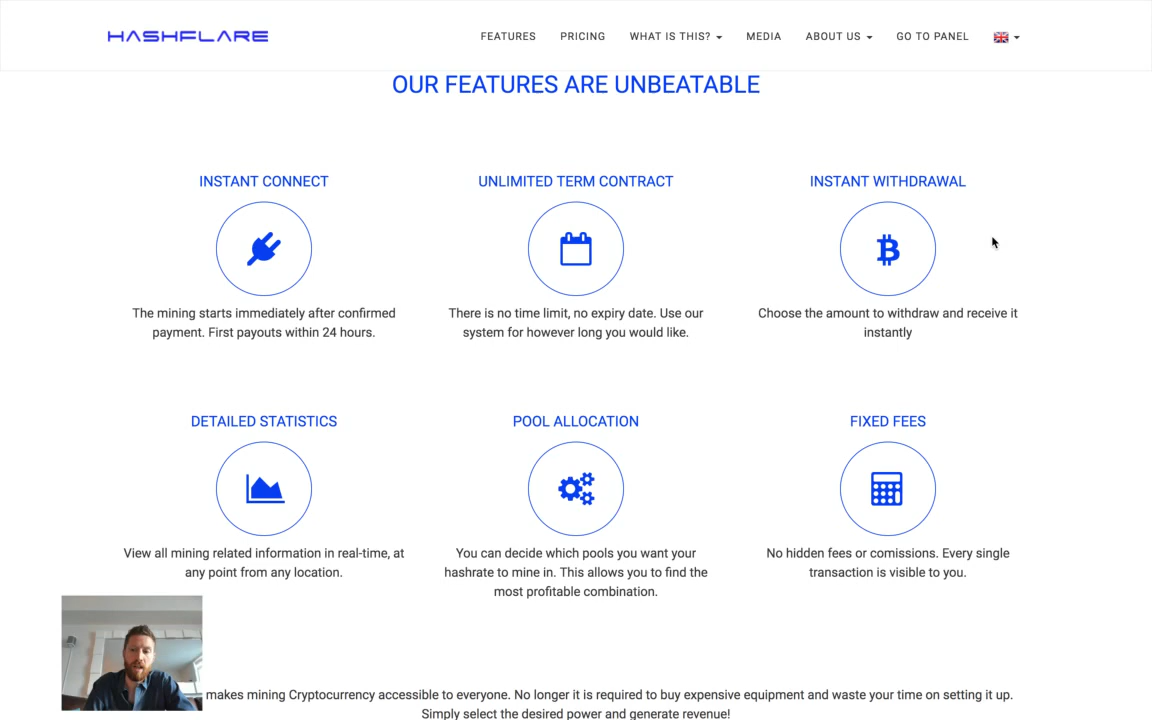 HASHFLARE
FEATURES PRICING WHAT IS THIS? MEDIA ABOUT US GO TO PANEL
OUR FEATURES ARE UNBEATABLE
INSTANT CONNECT
The mining starts immediately after confirmed
payment. First payouts within 24 hours.
UNLIMITED TERM CONTRACT
There is no time limit, no expiry date. Use our
system for however long you would like.
INSTANT WITHDRAWAL
Choose the amount to withdraw and receive it
instantly
DETAILED STATISTICS
View all mining related information in real-time, at
any point from any location.
POOL ALLOCATION
You can decide which pools you want your
hashrate to mine in. This allows you to find the
most profitable combination.
FIXED FEES
No hidden fees or comissions. Every single
transaction is visible to you.
makes mining Cryptocurrency accessible to everyone. No longer it is required to buy expensive equipment and waste your time on setting it up.
Simply select the desired power and generate revenue!